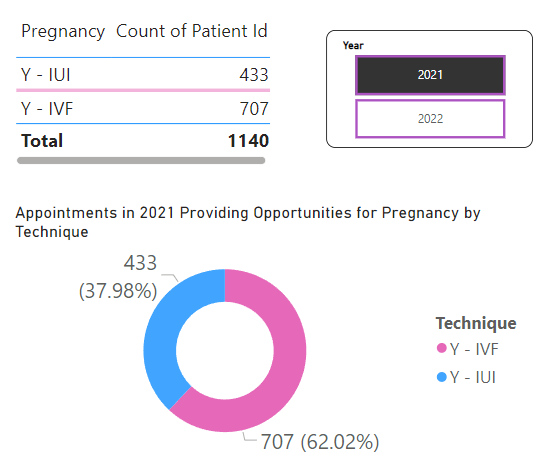 Pregnancy Count of Patient Id
Y - IUI 433
Y - IVF 707
Total 1140
Year
2021
2022
Appointments in 2021 Providing Opportunities for Pregnancy by
Technique
433
(37.98%)
Technique
Y - IVF
Y - IUI
707 (62.02%)